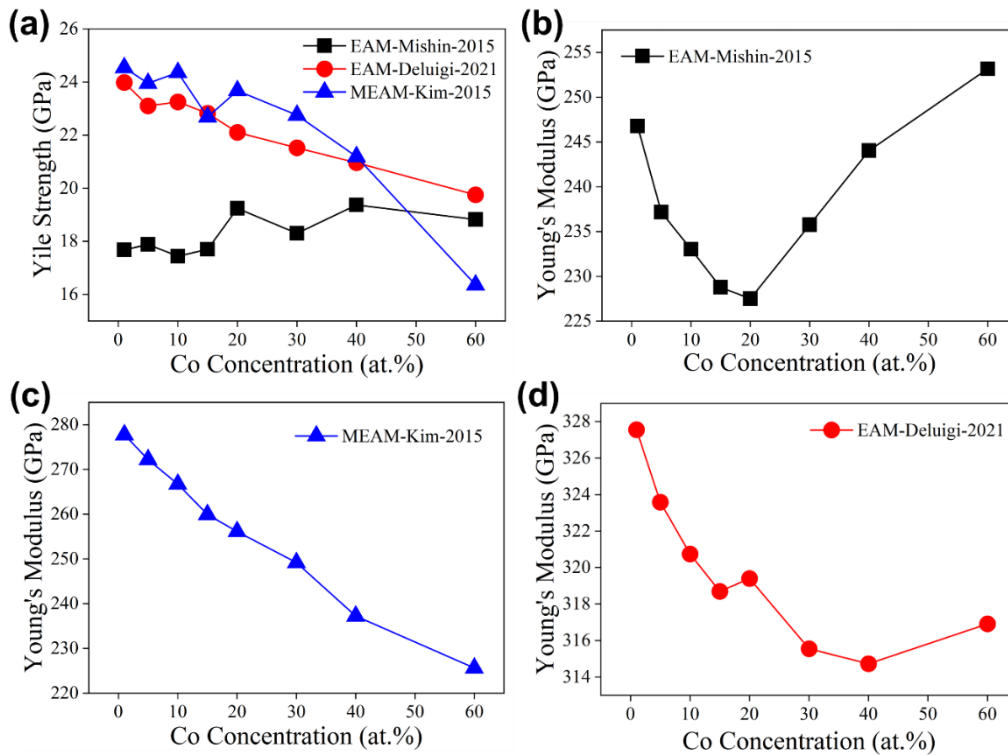 (a)
Yile Strength (GPa)
26
24
22
20
18
16
EAM-Mishin-2015
EAM-Deluigi-2021
MEAM-Kim-2015
0 10 20 30 40 50 60
Co Concentration (at.%)
(b)
Young's Modulus (GPa)
255
250
245
240
235
230
225
EAM-Mishin-2015
0 10 20 30 40 50 60
Co Concentration (at.%)
(c)
Young's Modulus (GPa)
280
270
260
250
240
230
220
MEAM-Kim-2015
0 10 20 30 40 50 60
Co Concentration (at.%)
(d)
Young's Modulus (GPa)
328
326
324
322
320
318
316
314
EAM-Deluigi-2021
0 10 20 30 40 50 60
Co Concentration (at.%)